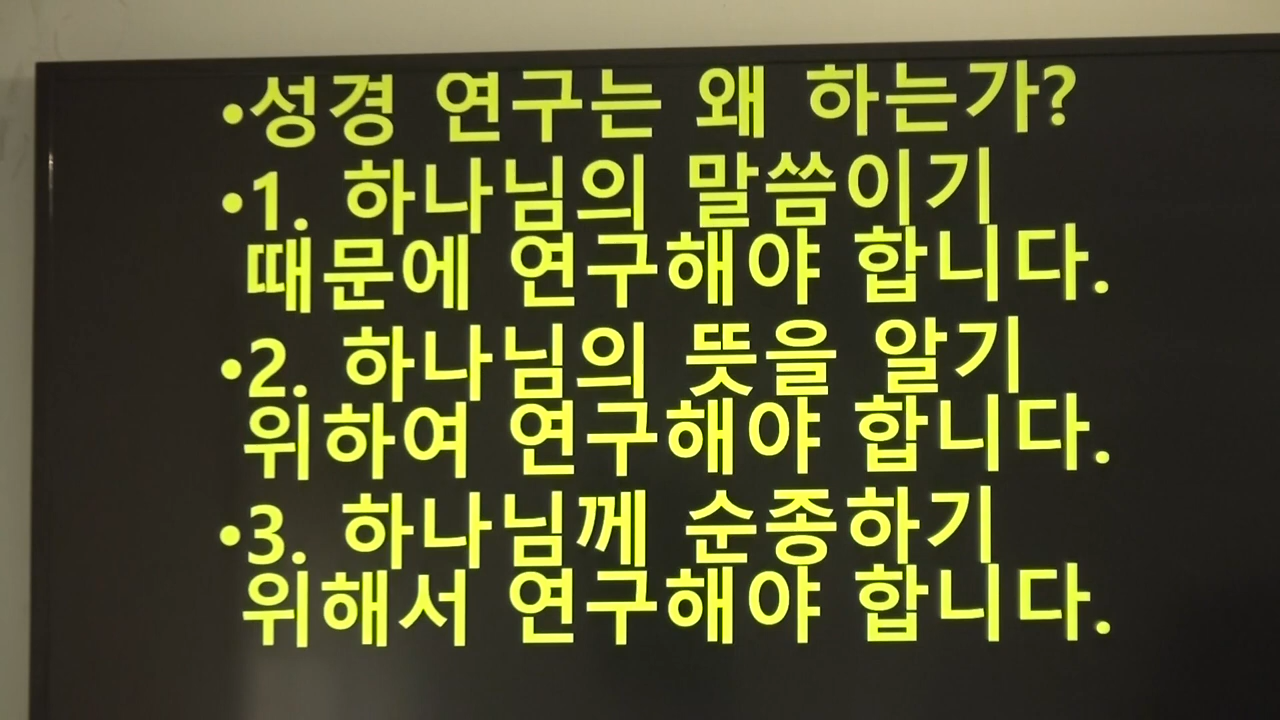 •성경 연구는 왜 하는가?
•1. 하나님의 말씀이기
때문에 연구해야 합니다.
•2. 하나님의 뜻을 알기
위하여 연구해야 합니다.
•3. 하나님께 순종하기
위해서 연구해야 합니다.